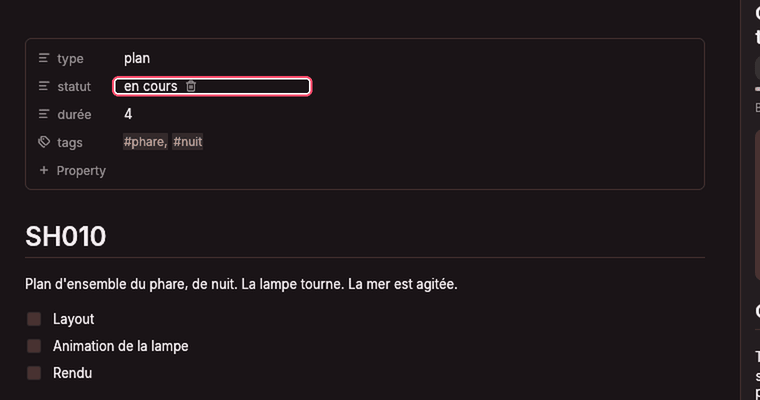 type plan
statut en cours
durée 4
tags #phare, #nuit
+ Property
SH010
Plan d'ensemble du phare, de nuit. La lampe tourne. La mer est agitée.
Layout
Animation de la lampe
Rendu